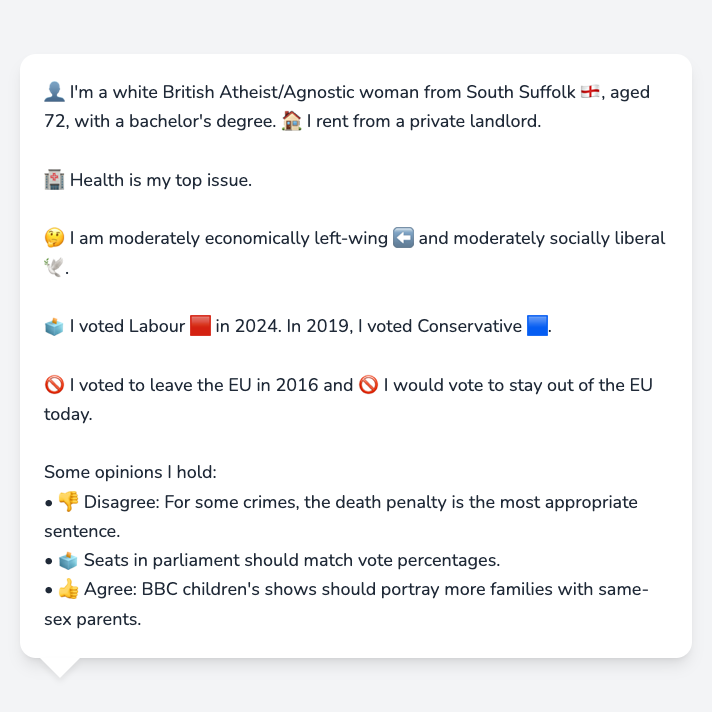 👤 I'm a white British Atheist/Agnostic woman from South Suffolk 🏴󠁧󠁢󠁥󠁮󠁧󠁿, aged
72, with a bachelor's degree. 🏠 I rent from a private landlord.
🏥 Health is my top issue.
🤔 I am moderately economically left-wing ⬅️ and moderately socially liberal
🕊️.
🗳️ I voted Labour 🟥 in 2024. In 2019, I voted Conservative 🟦.
🚫 I voted to leave the EU in 2016 and 🚫 I would vote to stay out of the EU
today.
Some opinions I hold:
• 👎 Disagree: For some crimes, the death penalty is the most appropriate
sentence.
• 🗳️ Seats in parliament should match vote percentages.
• 👍 Agree: BBC children's shows should portray more families with same-
sex parents.